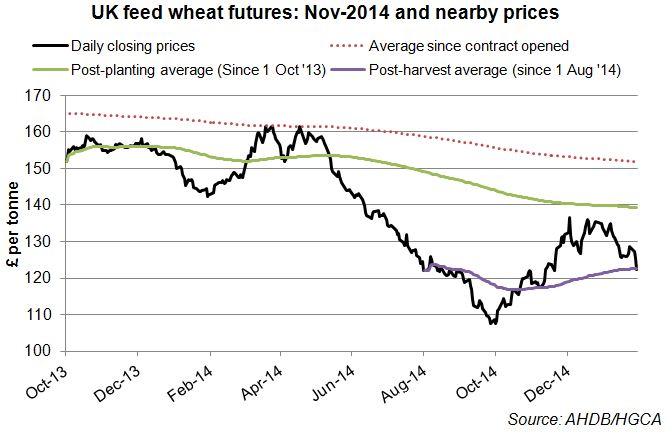 UK feed wheat futures: Nov-2014 and nearby prices
Daily closing prices
Average since contract opened
Post-planting average (Since 1 Oct '13)
Post-harvest average (since 1 Aug '14)
£ per tonne
170
160
150
140
130
120
110
100
Oct-13
Dec-13
Feb-14
Apr-14
Jun-14
Aug-14
Oct-14
Dec-14
Source: AHDB/HGCA